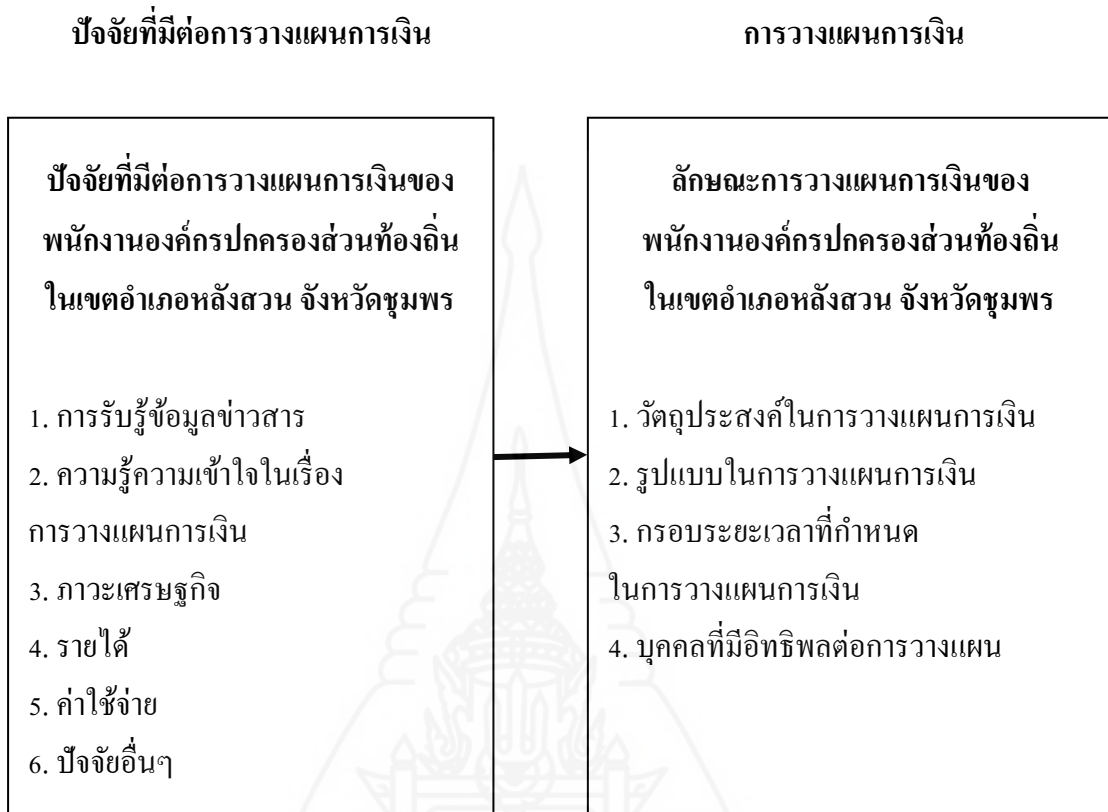 ปัจจัยที่มีต่อการวางแผนการเงิน
การวางแผนการเงิน
ปัจจัยที่มีต่อการวางแผนการเงินของ
พนักงานองค์กรปกครองส่วนท้องถิ่น
ในเขตอำเภอหลังสวน จังหวัดชุมพร
1. การรับรู้ข้อมูลข่าวสาร
2. ความรู้ความเข้าใจในเรื่อง
การวางแผนการเงิน
3. ภาวะเศรษฐกิจ
4. รายได้
5. ค่าใช้จ่าย
6. ปัจจัยอื่นๆ
ลักษณะการวางแผนการเงินของ
พนักงานองค์กรปกครองส่วนท้องถิ่น
ในเขตอำเภอหลังสวน จังหวัดชุมพร
1. วัตถุประสงค์ในการวางแผนการเงิน
2. รูปแบบในการวางแผนการเงิน
3. กรอบระยะเวลาที่กำหนด
ในการวางแผนการเงิน
4. บุคคลที่มีอิทธิพลต่อการวางแผน